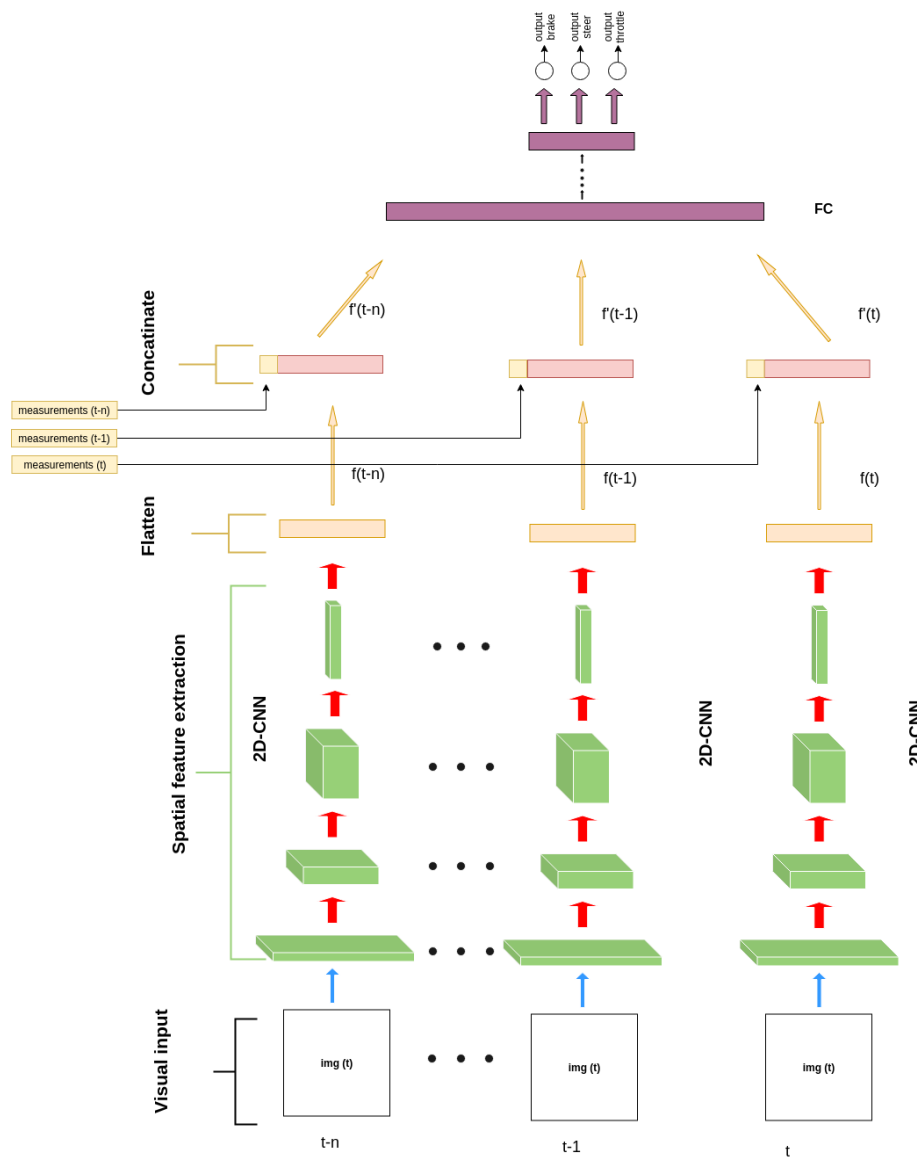 output
brake
output
steer
output
throttle
FC
Concatinate
f'(t-n)
f'(t-1)
f'(t)
measurements (t-n)
measurements (t-1)
measurements (t)
f(t-n)
f(t-1)
f(t)
Flatten
Spatial feature extraction
2D-CNN
2D-CNN
2D-CNN
Visual input
img (t)
img (t)
img (t)
t-n
t-1
t